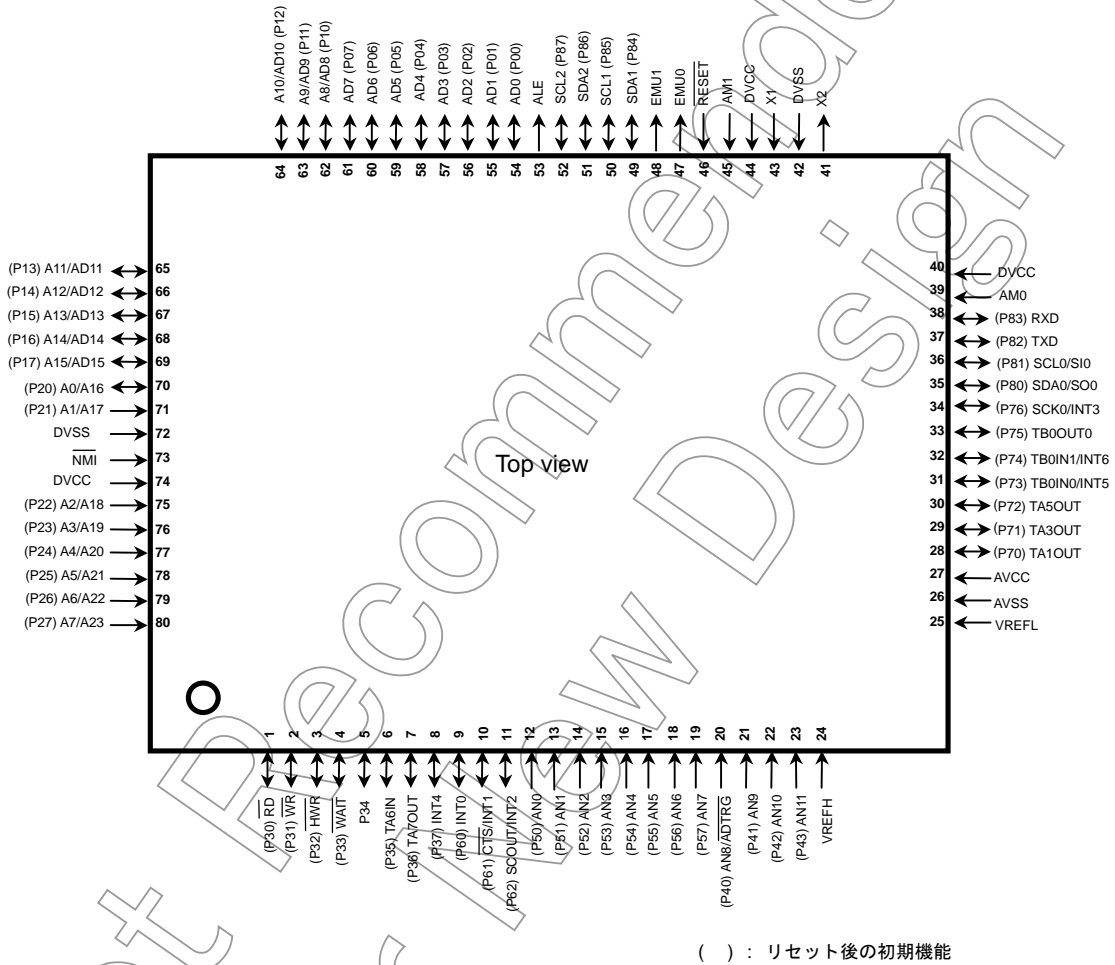 A10/AD10 (P12)
A9/AD9 (P11)
A8/AD8 (P10)
AD7 (P07)
AD6 (P06)
AD5 (P05)
AD4 (P04)
AD3 (P03)
AD2 (P02)
AD1 (P01)
AD0 (P00)
ALE
SCL2 (P87)
SDA2 (P86)
SCL1 (P85)
SDA1 (P84)
EMU1
EMU0
RESET
AM1
DVCC
X1
DVSS
X2
64 63 62 61 60 59 58 57 56 55 54 53 52 51 50 49 48 47 46 45 44 43 42 41
(P13) A11/AD11 65
(P14) A12/AD12 66
(P15) A13/AD13 67
(P16) A14/AD14 68
(P17) A15/AD15 69
(P20) A0/A16 70
(P21) A1/A17 71
DVSS 72
NMI 73
DVCC 74
(P22) A2/A18 75
(P23) A3/A19 76
(P24) A4/A20 77
(P25) A5/A21 78
(P26) A6/A22 79
(P27) A7/A23 80
Top view
40 DVCC
39 AM0
38 (P83) RXD
37 (P82) TXD
36 (P81) SCL0/SI0
35 (P80) SDA0/SO0
34 (P76) SCK0/INT3
33 (P75) TB0OUT0
32 (P74) TB0IN1/INT6
31 (P73) TB0IN0/INT5
30 (P72) TA5OUT
29 (P71) TA3OUT
28 (P70) TA1OUT
27 AVCC
26 AVSS
25 VREFL
1 2 3 4 5 6 7 8 9 10 11 12 13 14 15 16 17 18 19 20 21 22 23 24
(P30) RD
(P31) WR
(P32) HWR
(P33) WAIT
P34
(P35) TA6IN
(P36) TA7OUT
(P37) INT4
(P60) INT0
(P61) CTS/INT1
(P62) SCOUT/INT2
(P50) AN0
(P51) AN1
(P52) AN2
(P53) AN3
(P54) AN4
(P55) AN5
(P56) AN6
(P57) AN7
(P40) AN8/ADTRG
(P41) AN9
(P42) AN10
(P43) AN11
VREFH
( ) : リセット後の初期機能